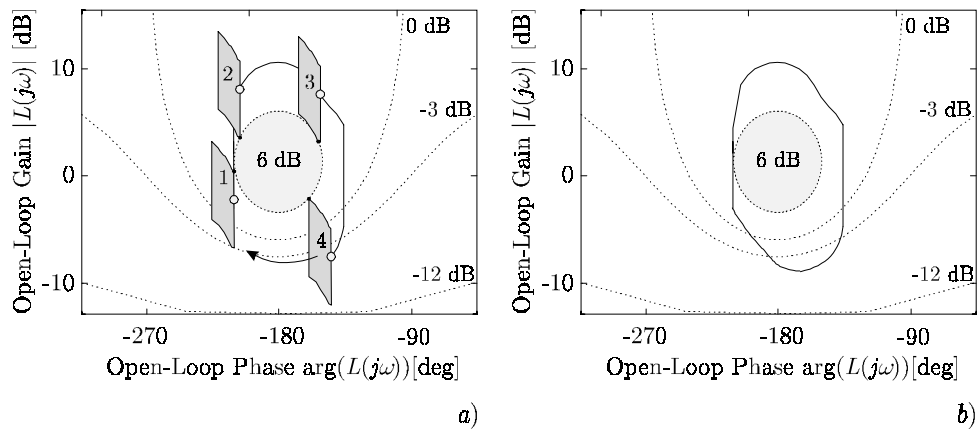 Open-Loop Gain |L(jω)| [dB]
10
0
-10
0 dB
-3 dB
-12 dB
6 dB
1
2
3
4
-270
-180
-90
Open-Loop Phase arg(L(jω))[deg]
a)
Open-Loop Gain |L(jω)| [dB]
10
0
-10
0 dB
-3 dB
-12 dB
6 dB
-270
-180
-90
Open-Loop Phase arg(L(jω))[deg]
b)